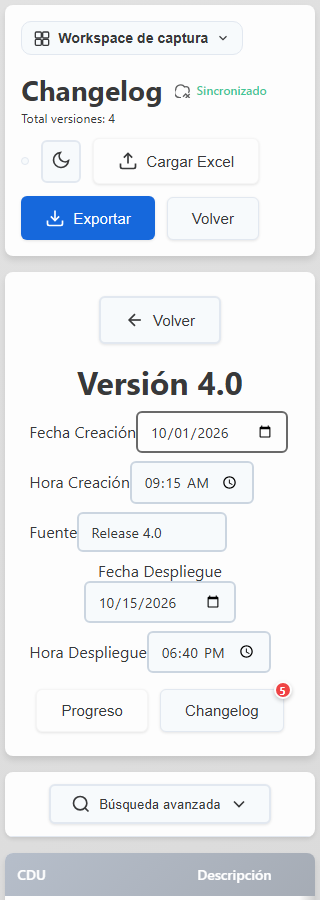 Workspace de captura
Changelog Sincronizado
Total versiones: 4
Cargar Excel
Exportar Volver
Volver
Versión 4.0
Fecha Creación 10/01/2026
Hora Creación 09:15 AM
Fuente Release 4.0
Fecha Despliegue
10/15/2026
Hora Despliegue 06:40 PM
Progreso Changelog 5
Búsqueda avanzada
CDU Descripción